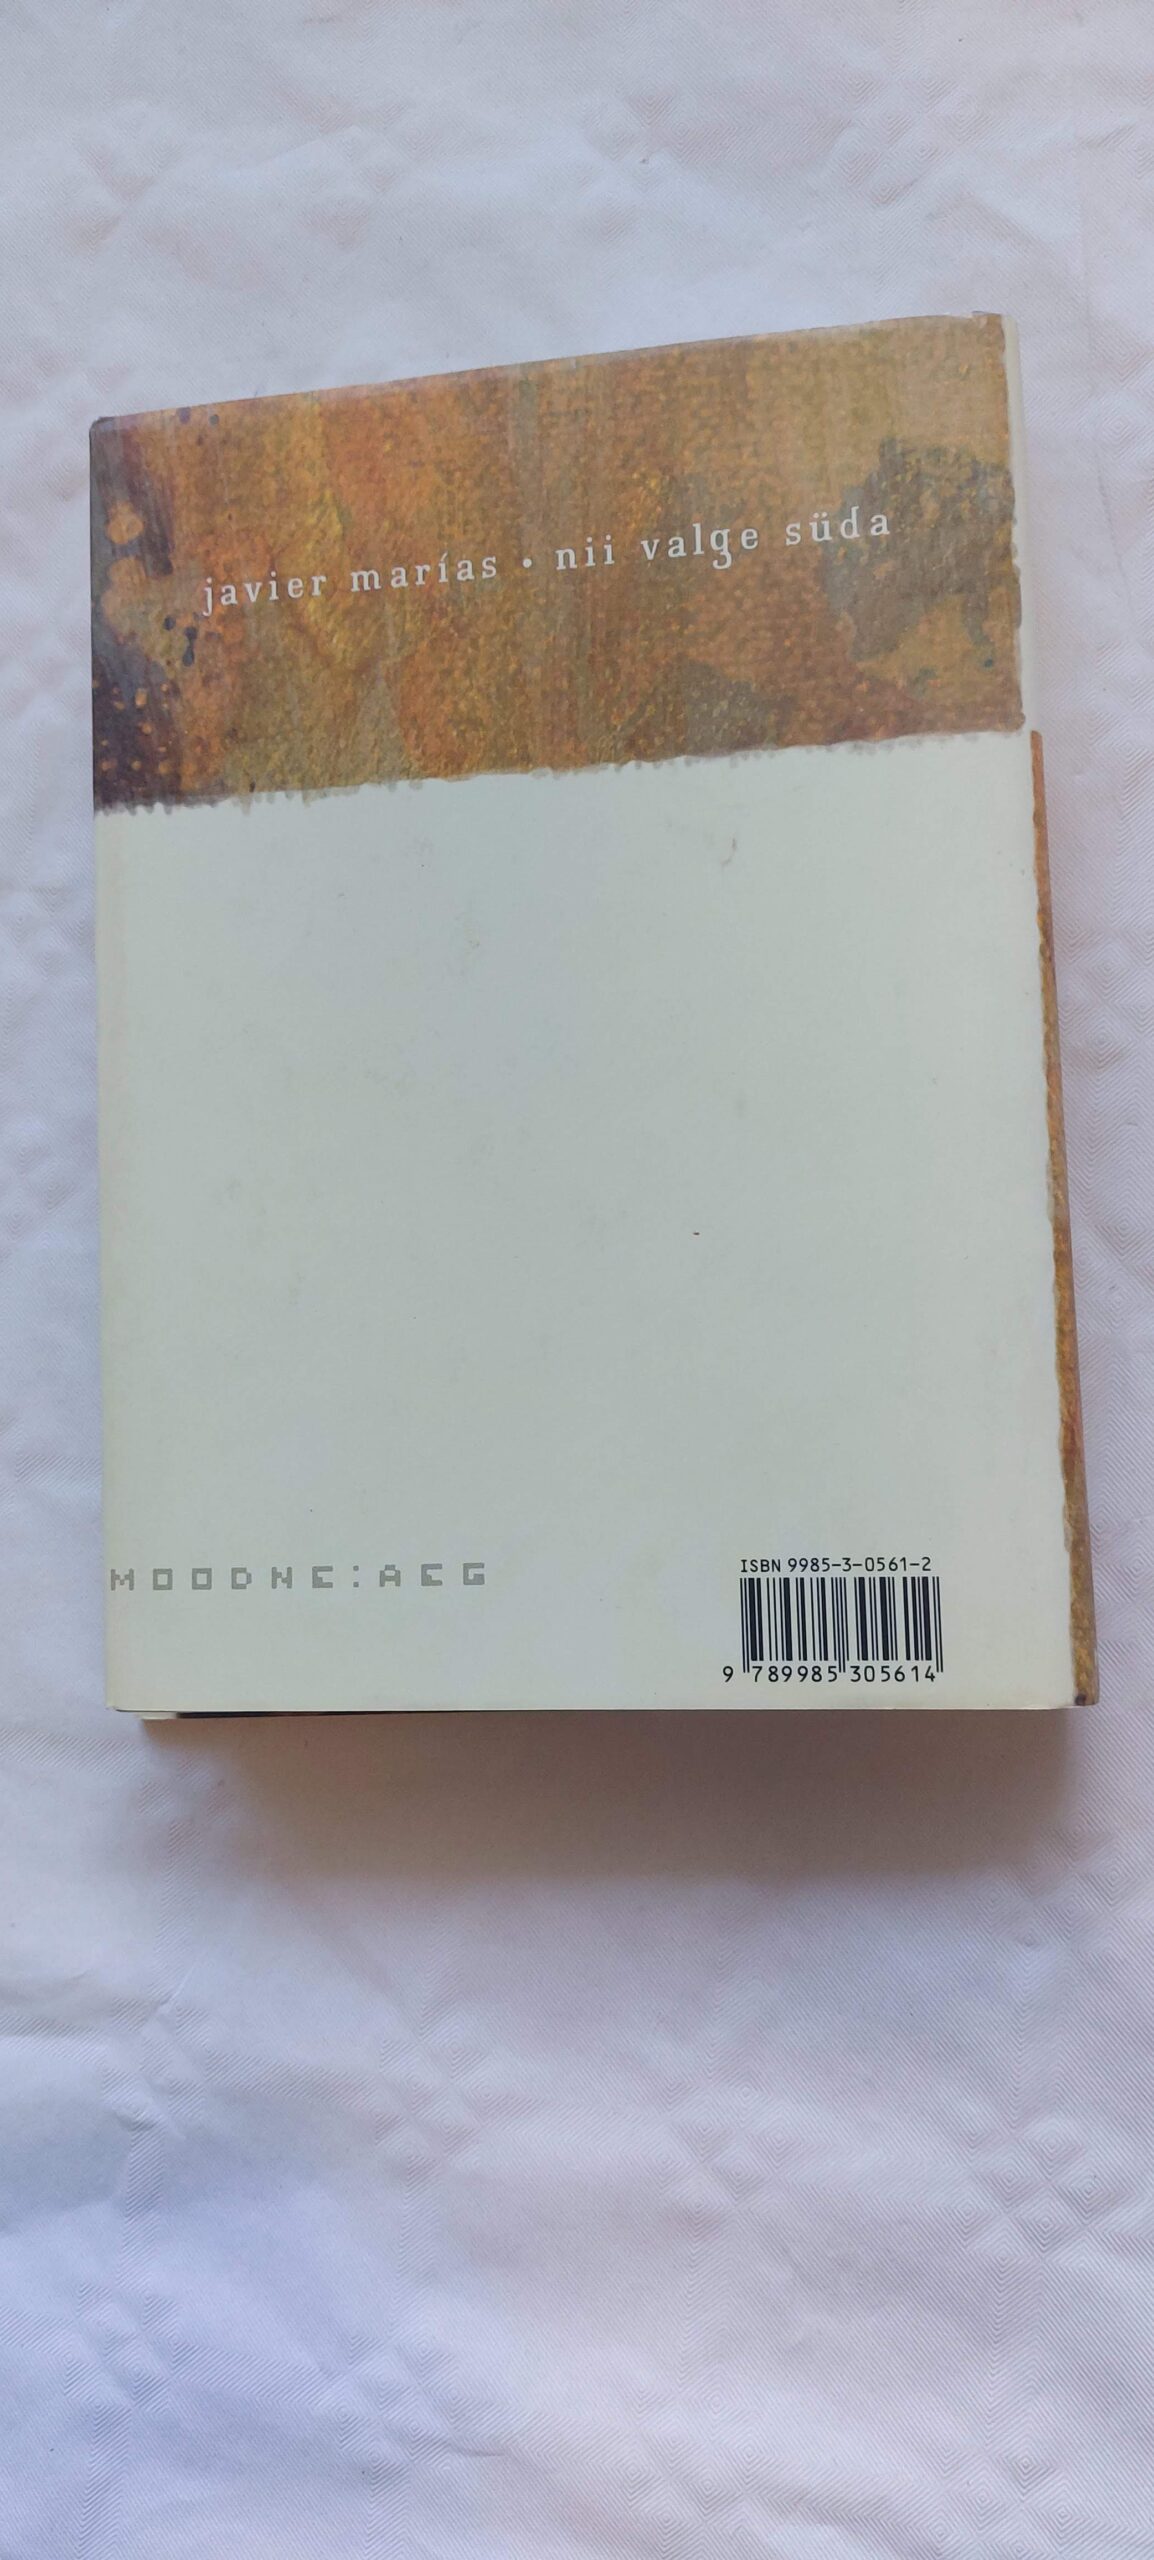 javier marías • nii valge süda
MOODNE:AEG
ISBN 9985-3-0561-2
9 789985 305614